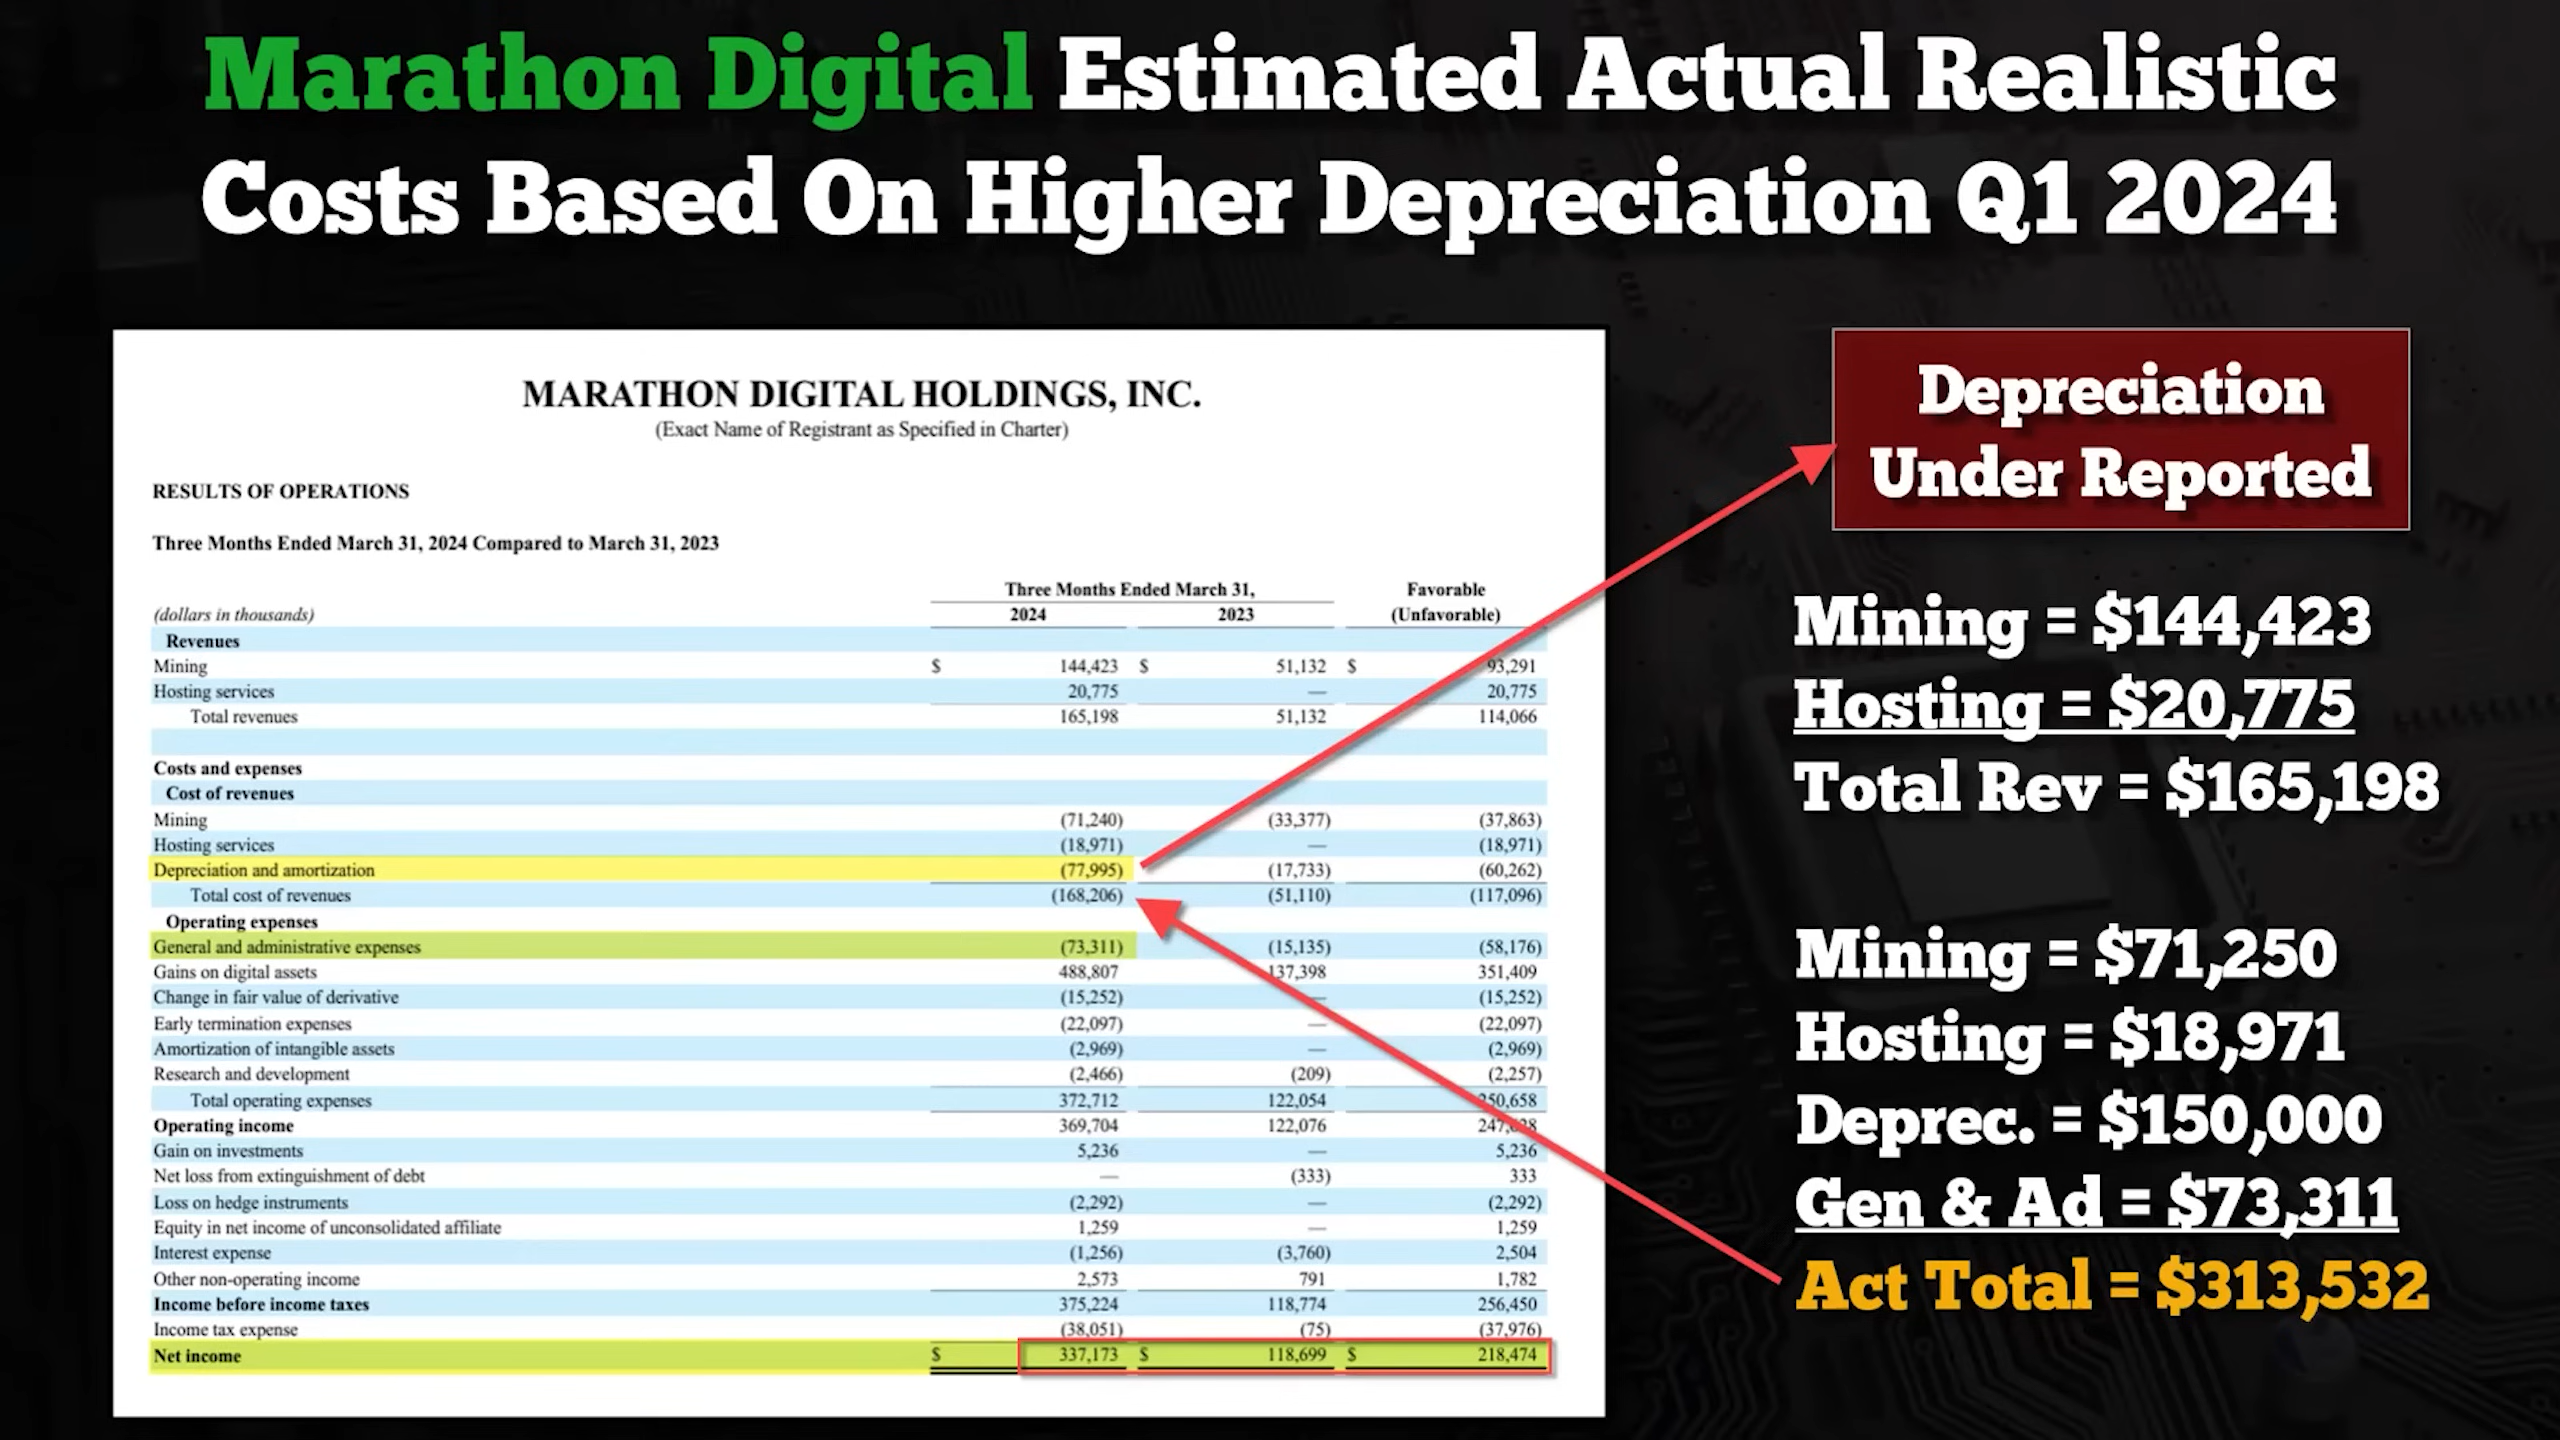 Marathon Digital Estimated Actual Realistic
Costs Based On Higher Depreciation Q1 2024
MARATHON DIGITAL HOLDINGS, INC.
(Exact Name of Registrant as Specified in Charter)
RESULTS OF OPERATIONS
Three Months Ended March 31, 2024 Compared to March 31, 2023
Three Months Ended March 31, Favorable
(dollars in thousands) 2024 2023 (Unfavorable)
Revenues
Mining $ 144,423 $ 51,132 $ 93,291
Hosting services 20,775 — 20,775
Total revenues 165,198 51,132 114,066
Costs and expenses
Cost of revenues
Mining (71,240) (33,377) (37,863)
Hosting services (18,971) — (18,971)
Depreciation and amortization (77,995) (17,733) (60,262)
Total cost of revenues (168,206) (51,110) (117,096)
Operating expenses
General and administrative expenses (73,311) (15,135) (58,176)
Gains on digital assets 488,807 137,398 351,409
Change in fair value of derivative (15,252) — (15,252)
Early termination expenses (22,097) — (22,097)
Amortization of intangible assets (2,969) — (2,969)
Research and development (2,466) (209) (2,257)
Total operating expenses 372,712 122,054 250,658
Operating income 369,704 122,076 247,628
Gain on investments 5,236 — 5,236
Net loss from extinguishment of debt — (333) 333
Loss on hedge instruments (2,292) — (2,292)
Equity in net income of unconsolidated affiliate 1,259 — 1,259
Interest expense (1,256) (3,760) 2,504
Other non-operating income 2,573 791 1,782
Income before income taxes 375,224 118,774 256,450
Income tax expense (38,051) (75) (37,976)
Net income $ 337,173 $ 118,699 $ 218,474
Depreciation
Under Reported
Mining = $144,423
Hosting = $20,775
Total Rev = $165,198
Mining = $71,250
Hosting = $18,971
Deprec. = $150,000
Gen & Ad = $73,311
Act Total = $313,532